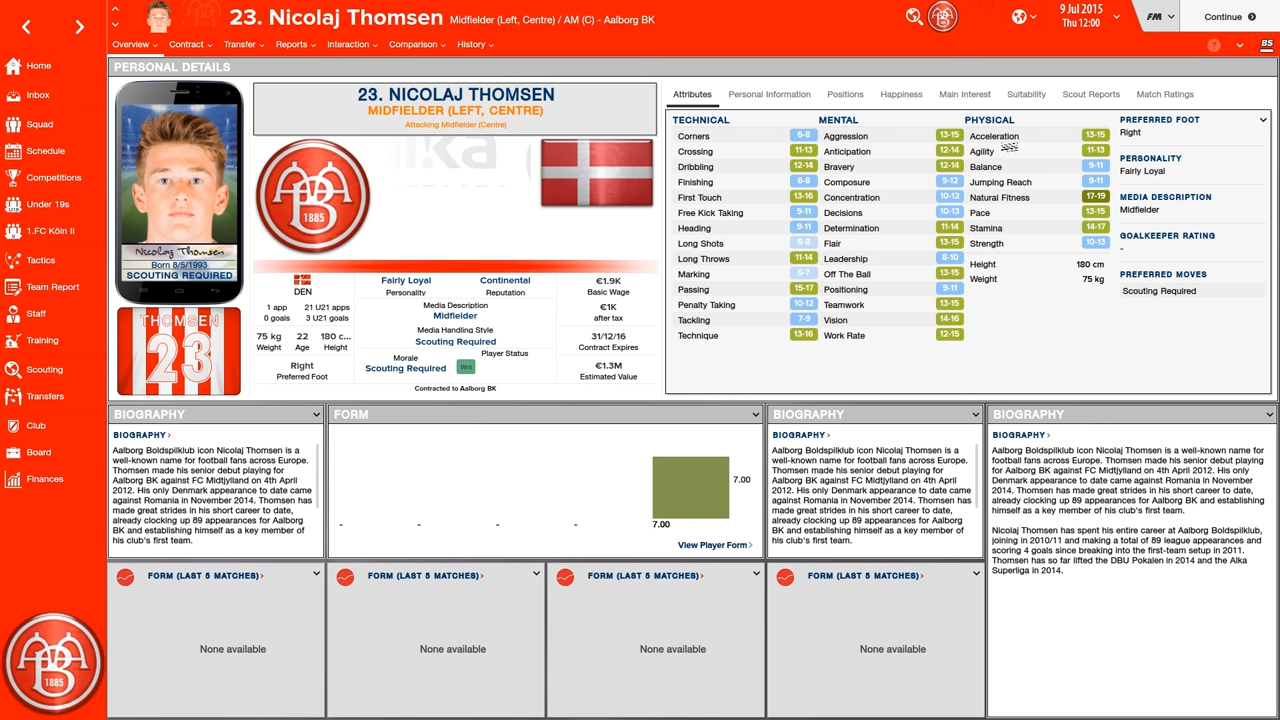 23. Nicolaj Thomsen Midfielder (Left, Centre) / AM (C) - Aalborg BK
9 Jul 2015
Thu 12:00
FM
Continue
Overview Contract Transfer Reports Interaction Comparison History
BS
Home
Inbox
Squad
Schedule
Competitions
Under 19s
1.FC Köln II
Tactics
Team Report
Staff
Training
Scouting
Transfers
Club
Board
Finances
1885
PERSONAL DETAILS
Nicolaj Thomsen
Born 8/5/1993
SCOUTING REQUIRED
THOMSEN
23
23. NICOLAJ THOMSEN
MIDFIELDER (LEFT, CENTRE)
Attacking Midfielder (Centre)
1885
DEN
1 app 21 U21 apps
0 goals 3 U21 goals
75 kg 22 180 c...
Weight Age Height
Right
Preferred Foot
Fairly Loyal Continental
Personality Reputation
Media Description
Midfielder
Media Handling Style
Scouting Required
Morale Player Status
Scouting Required Wnt
Contracted to Aalborg BK
€1.9K
Basic Wage
€1K
after tax
31/12/16
Contract Expires
€1.3M
Estimated Value
Attributes Personal Information Positions Happiness Main Interest Suitability Scout Reports Match Ratings
TECHNICAL MENTAL PHYSICAL
Corners 6-8 Aggression 13-15 Acceleration 13-15
Crossing 11-13 Anticipation 12-14 Agility 11-13
Dribbling 12-14 Bravery 12-14 Balance 9-11
Finishing 6-8 Composure 9-12 Jumping Reach 9-11
First Touch 13-16 Concentration 10-12 Natural Fitness 17-19
Free Kick Taking 9-11 Decisions 10-13 Pace 13-15
Heading 9-11 Determination 11-14 Stamina 14-17
Long Shots 5-8 Flair 13-15 Strength 10-13
Long Throws 11-14 Leadership 8-10
Marking 5-7 Off The Ball 13-15
Passing 15-17 Positioning 9-11
Penalty Taking 10-12 Teamwork 13-15
Tackling 7-9 Vision 14-16
Technique 13-16 Work Rate 12-15
Height 180 cm
Weight 75 kg
PREFERRED FOOT
Right
PERSONALITY
Fairly Loyal
MEDIA DESCRIPTION
Midfielder
GOALKEEPER RATING
-
PREFERRED MOVES
Scouting Required
BIOGRAPHY
BIOGRAPHY
Aalborg Boldspilklub icon Nicolaj Thomsen is a
well-known name for football fans across Europe.
Thomsen made his senior debut playing for
Aalborg BK against FC Midtjylland on 4th April
2012. His only Denmark appearance to date came
against Romania in November 2014. Thomsen has
made great strides in his short career to date,
already clocking up 89 appearances for Aalborg
BK and establishing himself as a key member of
his club's first team.
FORM
- - - - 7.00
7.00
View Player Form
BIOGRAPHY
BIOGRAPHY
Aalborg Boldspilklub icon Nicolaj Thomsen is a
well-known name for football fans across Europe.
Thomsen made his senior debut playing for
Aalborg BK against FC Midtjylland on 4th April
2012. His only Denmark appearance to date came
against Romania in November 2014. Thomsen has
made great strides in his short career to date,
already clocking up 89 appearances for Aalborg
BK and establishing himself as a key member of
his club's first team.
BIOGRAPHY
BIOGRAPHY
Aalborg Boldspilklub icon Nicolaj Thomsen is a well-known name for
football fans across Europe. Thomsen made his senior debut playing
for Aalborg BK against FC Midtjylland on 4th April 2012. His only
Denmark appearance to date came against Romania in November
2014. Thomsen has made great strides in his short career to date,
already clocking up 89 appearances for Aalborg BK and establishing
himself as a key member of his club's first team.
Nicolaj Thomsen has spent his entire career at Aalborg Boldspilklub,
joining in 2010/11 and making a total of 89 league appearances and
scoring 4 goals since breaking into the first-team setup in 2011.
Thomsen has so far lifted the DBU Pokalen in 2014 and the Alka
Superliga in 2014.
FORM (LAST 5 MATCHES)
None available
FORM (LAST 5 MATCHES)
None available
FORM (LAST 5 MATCHES)
None available
FORM (LAST 5 MATCHES)
None available